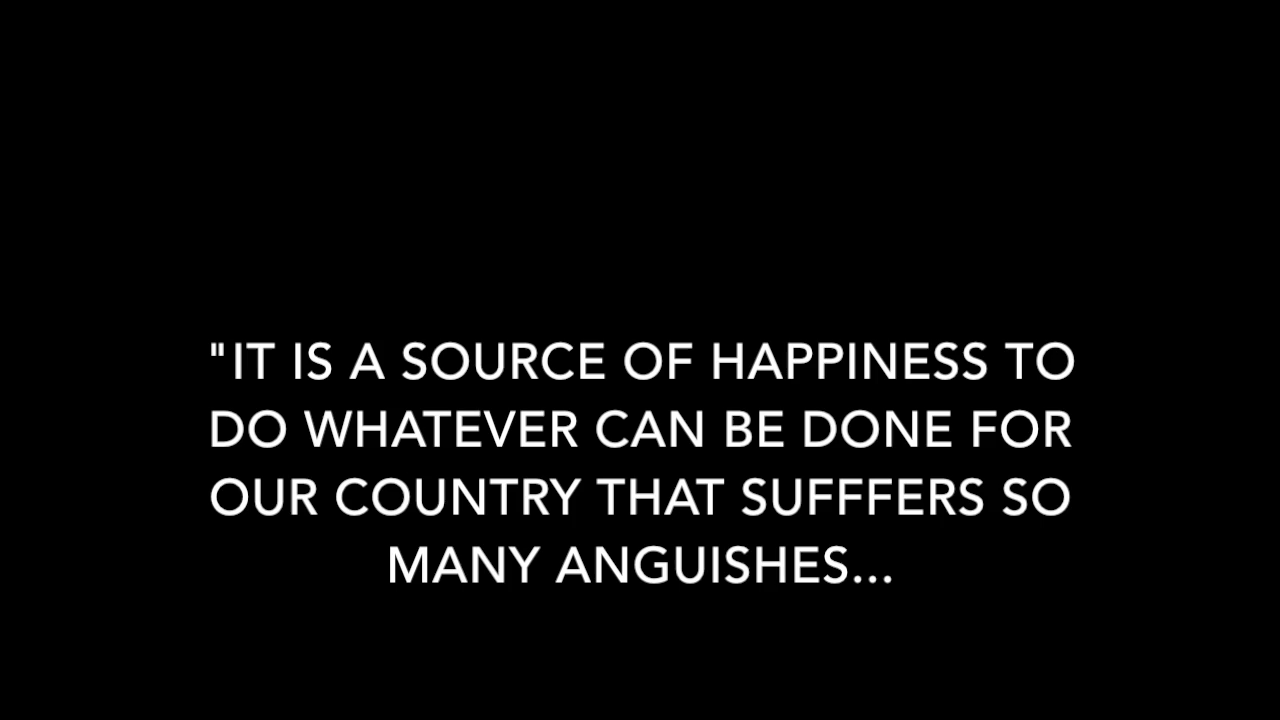 "IT IS A SOURCE OF HAPPINESS TO
DO WHATEVER CAN BE DONE FOR
OUR COUNTRY THAT SUFFFERS SO
MANY ANGUISHES...